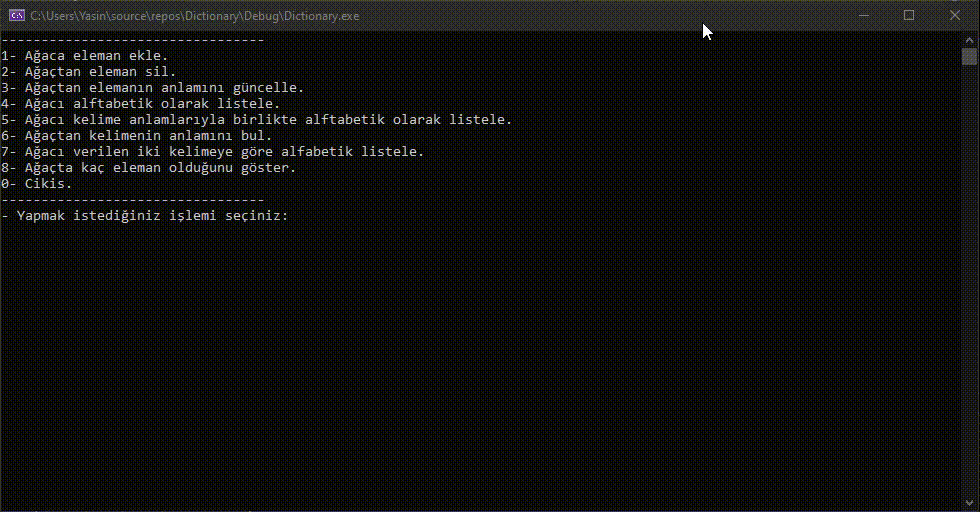 C:\Users\Yasin\source\repos\Dictionary\Debug\Dictionary.exe
---------------------------------
1- Ağaca eleman ekle.
2- Ağaçtan eleman sil.
3- Ağaçtan elemanın anlamını güncelle.
4- Ağacı alftabetik olarak listele.
5- Ağacı kelime anlamlarıyla birlikte alftabetik olarak listele.
6- Ağaçtan kelimenin anlamını bul.
7- Ağacı verilen iki kelimeye göre alfabetik listele.
8- Ağaçta kaç eleman olduğunu göster.
0- Cikis.
---------------------------------
- Yapmak istediğiniz işlemi seçiniz: